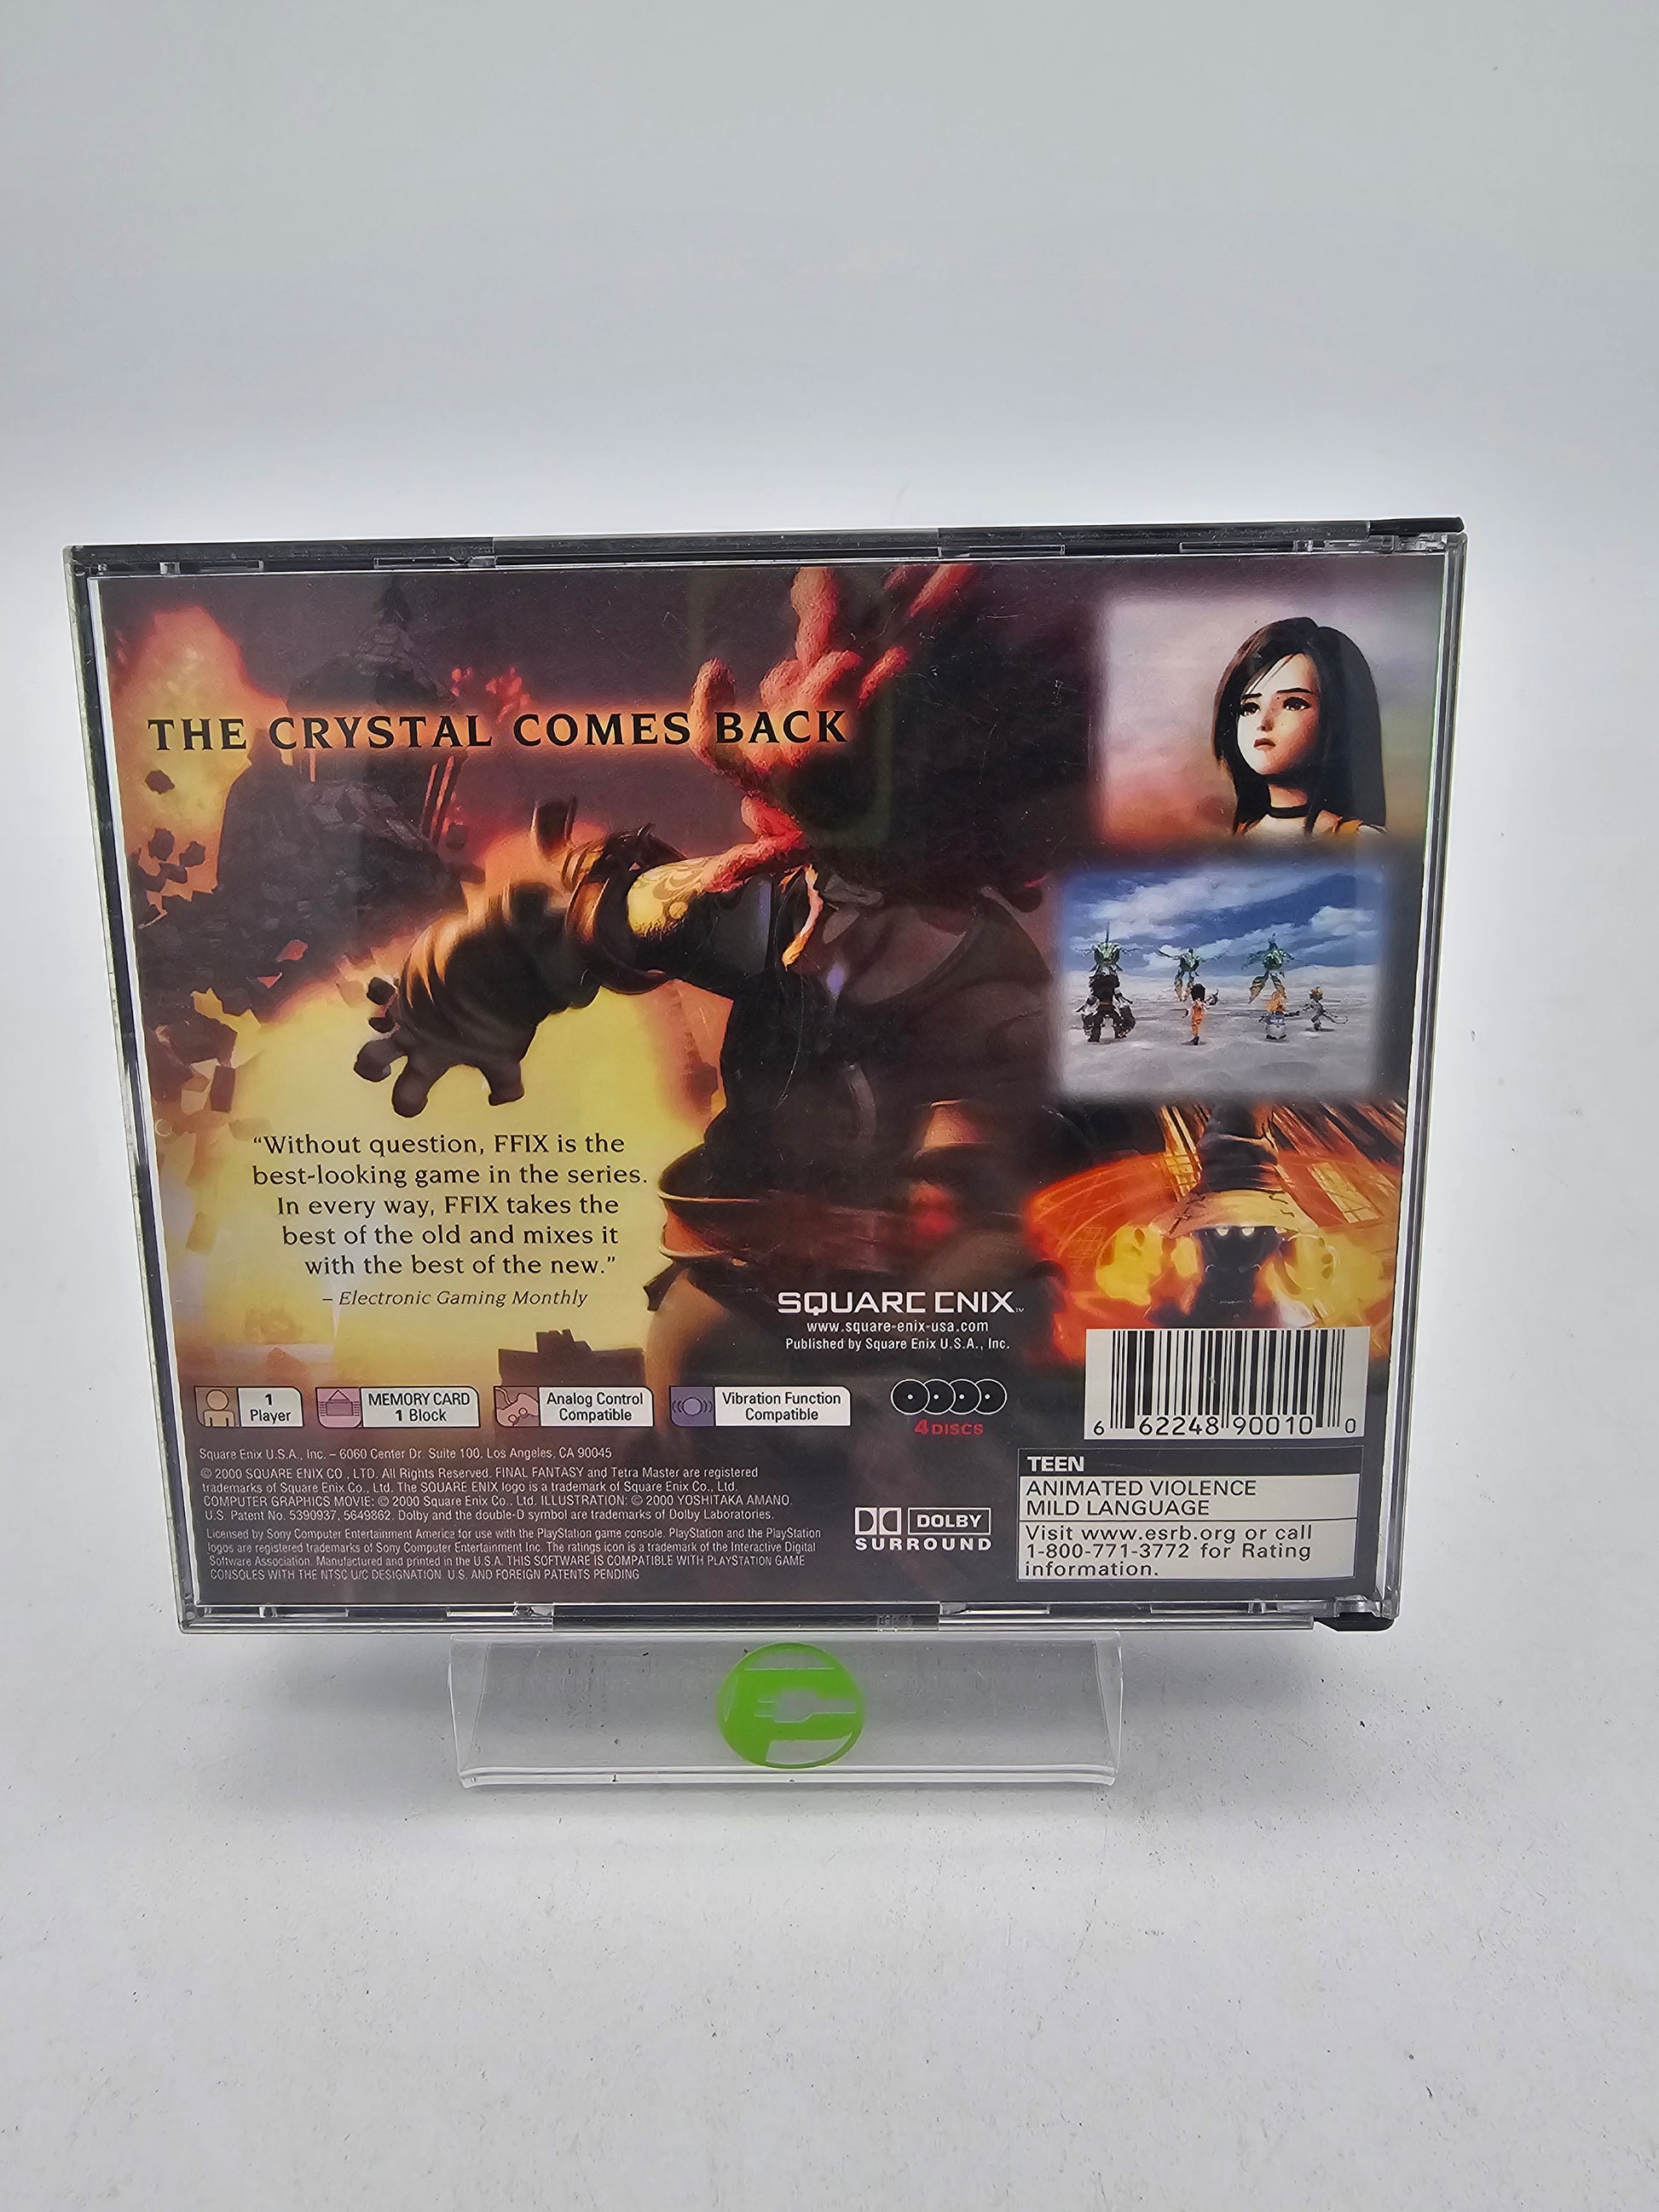 THE CRYSTAL COMES BACK
“Without question, FFIX is the
best-looking game in the series.
In every way, FFIX takes the
best of the old and mixes it
with the best of the new.”
– Electronic Gaming Monthly
SQUARE ENIX™
www.square-enix-usa.com
Published by Square Enix U.S.A., Inc.
1
Player
MEMORY CARD
1 Block
Analog Control
Compatible
Vibration Function
Compatible
4 DISCS
6 62248 90010 0
Square Enix U.S.A., Inc. – 6060 Center Dr. Suite 100, Los Angeles, CA 90045
© 2000 SQUARE ENIX CO., LTD. All Rights Reserved. FINAL FANTASY and Tetra Master are registered
trademarks of Square Enix Co., Ltd. The SQUARE ENIX logo is a trademark of Square Enix Co., Ltd.
COMPUTER GRAPHICS MOVIE: © 2000 Square Enix Co., Ltd. ILLUSTRATION: © 2000 YOSHITAKA AMANO.
U.S. Patent No. 5390937, 5649862. Dolby and the double-D symbol are trademarks of Dolby Laboratories.
Licensed by Sony Computer Entertainment America for use with the PlayStation game console. PlayStation and the PlayStation
logos are registered trademarks of Sony Computer Entertainment Inc. The ratings icon is a trademark of the Interactive Digital
Software Association. Manufactured and printed in the U.S.A. THIS SOFTWARE IS COMPATIBLE WITH PLAYSTATION GAME
CONSOLES WITH THE NTSC U/C DESIGNATION. U.S. AND FOREIGN PATENTS PENDING
DOLBY
SURROUND
TEEN
ANIMATED VIOLENCE
MILD LANGUAGE
Visit www.esrb.org or call
1-800-771-3772 for Rating
information.